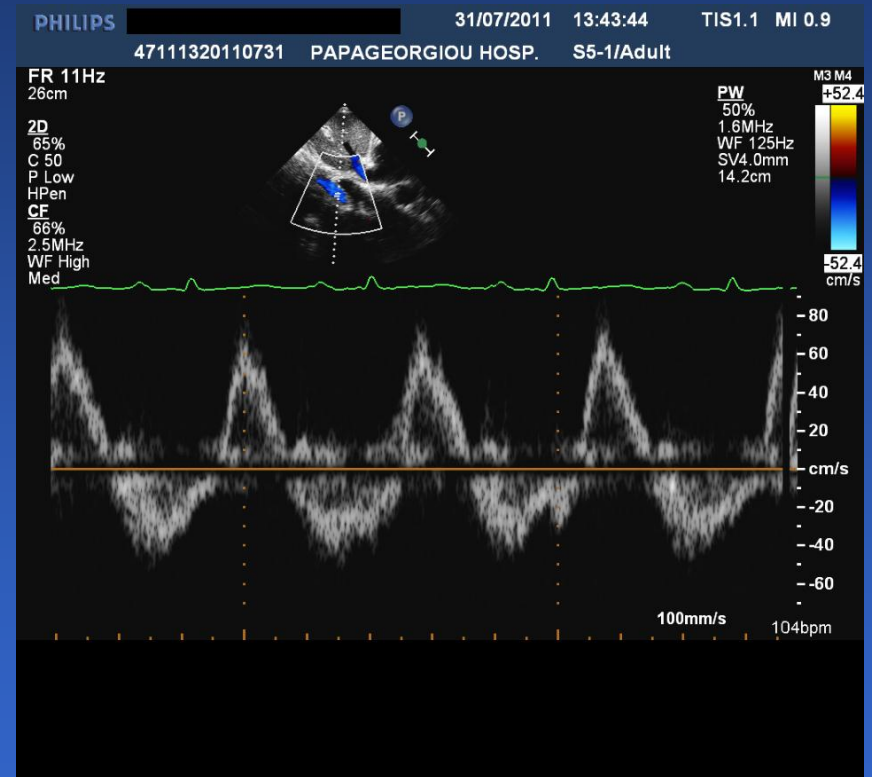 PHILIPS 31/07/2011 13:43:44 TIS1.1 MI 0.9
47111320110731 PAPAGEORGIOU HOSP. S5-1/Adult
FR 11Hz
26cm
2D
65%
C 50
P Low
HPen
CF
66%
2.5MHz
WF High
Med
P
PW
50%
1.6MHz
WF 125Hz
SV4.0mm
14.2cm
M3 M4
+52.4
-52.4
cm/s
80
60
40
20
cm/s
-20
-40
-60
100mm/s
104bpm